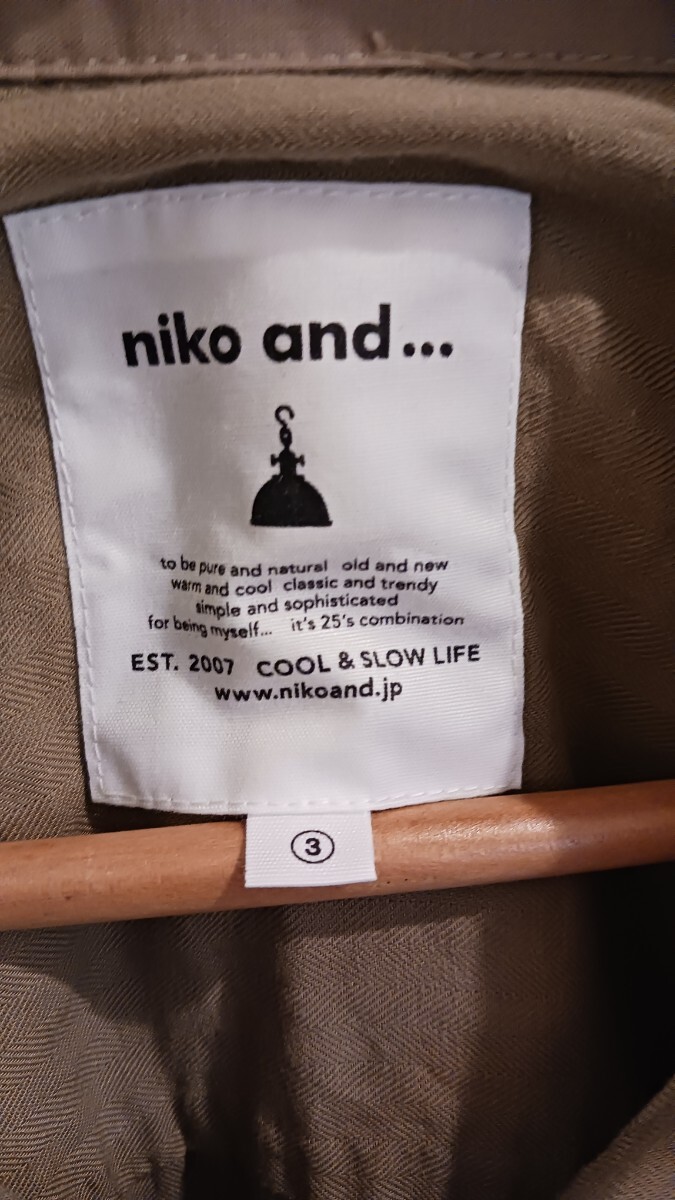 niko and...
to be pure and natural old and new
warm and cool classic and trendy
simple and sophisticated
for being myself... it's 25's combination
EST. 2007 COOL & SLOW LIFE
www.nikoand.jp
3